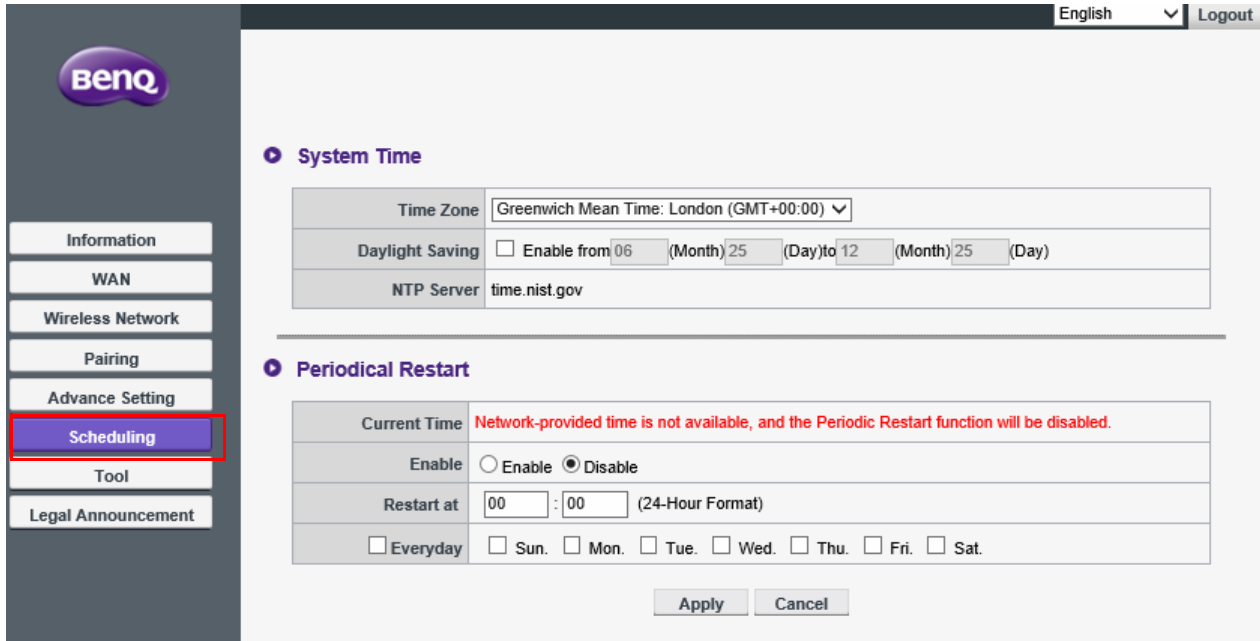 English Logout
BenQ
Information
WAN
Wireless Network
Pairing
Advance Setting
Scheduling
Tool
Legal Announcement
System Time
Time Zone Greenwich Mean Time: London (GMT+00:00)
Daylight Saving Enable from 06 (Month) 25 (Day)to 12 (Month) 25 (Day)
NTP Server time.nist.gov
Periodical Restart
Current Time Network-provided time is not available, and the Periodic Restart function will be disabled.
Enable Enable Disable
Restart at 00 : 00 (24-Hour Format)
Everyday Sun. Mon. Tue. Wed. Thu. Fri. Sat.
Apply Cancel